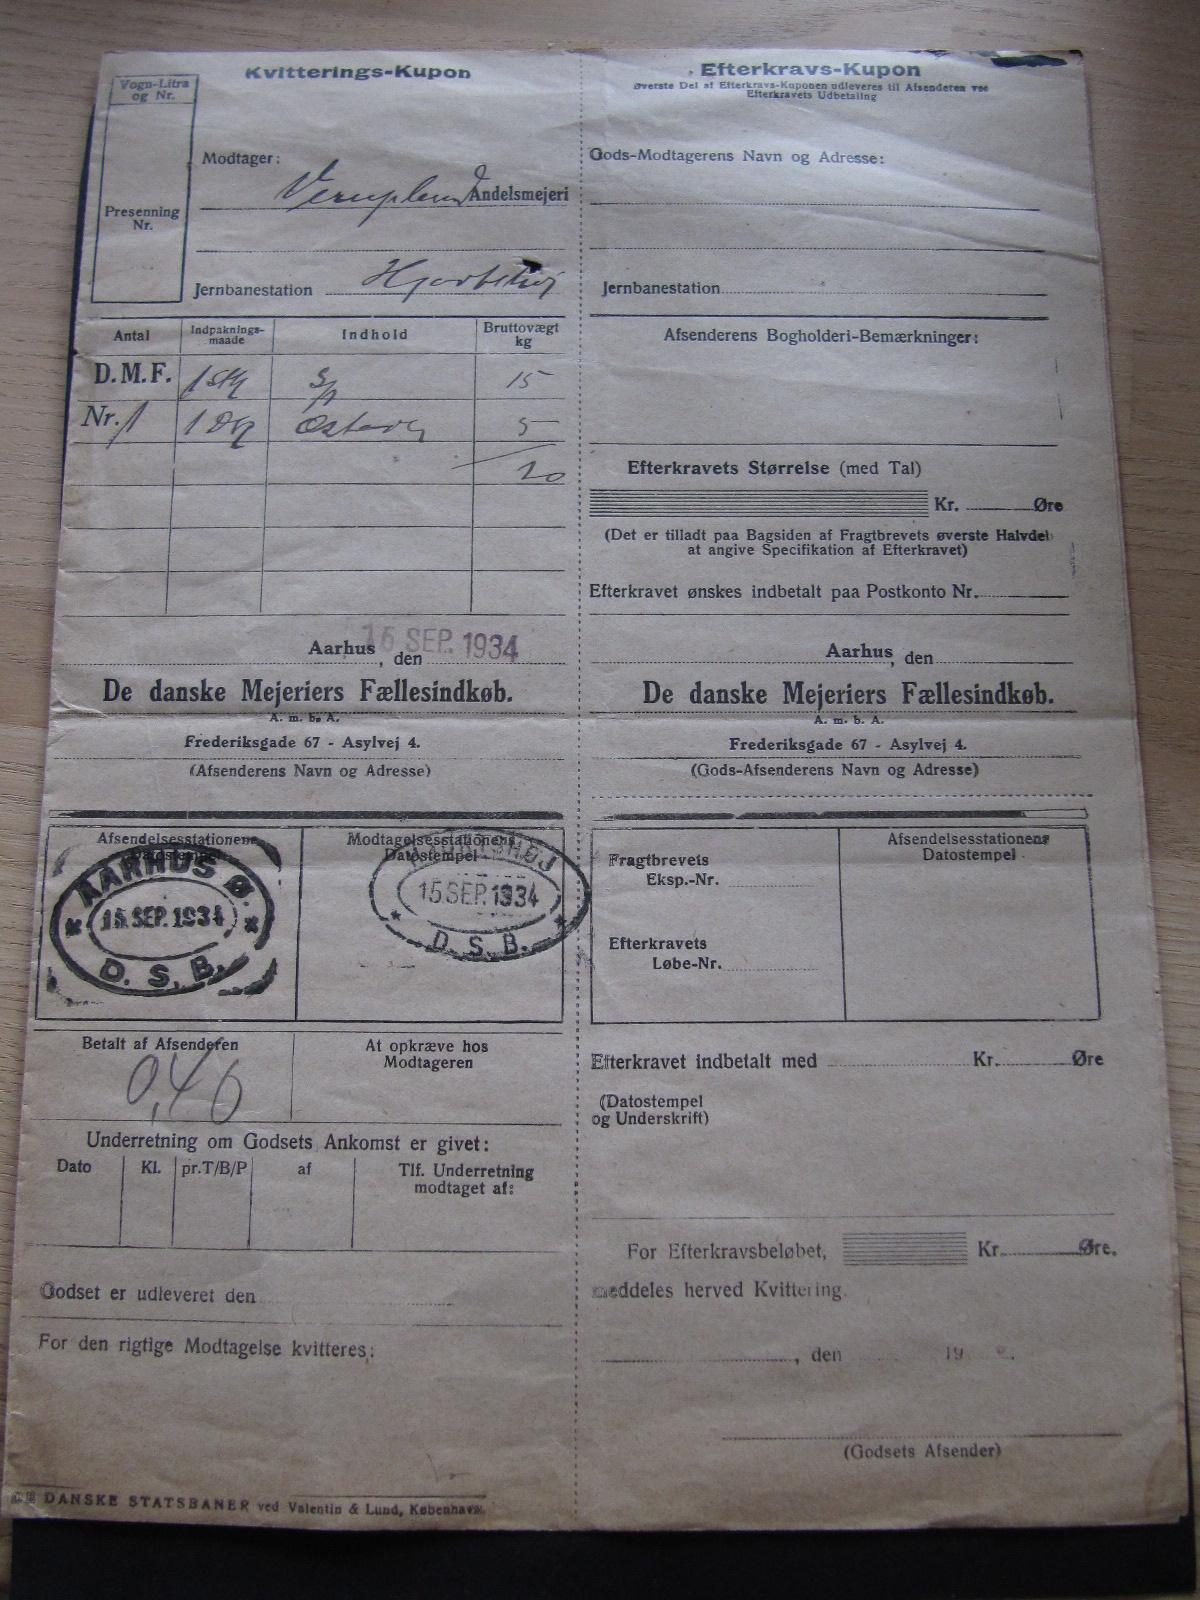 Kvitterings-Kupon
Vogn-Litra
og Nr.
Presenning
Nr.
Modtager:
Andelsmejeri
Jernbanestation Hjortshøj
Antal Indpaknings-maade Indhold Bruttovægt kg
D.M.F. 1 Stk 15
Nr. 1 1 5
20
15 SEP. 1934
Aarhus, den
De danske Mejeriers Fællesindkøb.
A. m. b. A.
Frederiksgade 67 - Asylvej 4.
(Afsenderens Navn og Adresse)
Afsendelsesstationens
Datostempel
AARHUS Ø.
15. SEP. 1934
D. S. B.
Modtagelsesstationens
Datostempel
HJORTSHØJ
15 SEP. 1934
D. S. B.
Betalt af Afsenderen
0,40
At opkræve hos
Modtageren
Underretning om Godsets Ankomst er givet:
Dato Kl. pr.T/B/P af Tlf. Underretning
modtaget af:
Godset er udleveret den
For den rigtige Modtagelse kvitteres:
DANSKE STATSBANER ved Valentin & Lund, København.
Efterkravs-Kupon
Øverste Del af Efterkravs-Kuponen udleveres til Afsenderen ved
Efterkravets Udbetaling
Gods-Modtagerens Navn og Adresse:
Jernbanestation
Afsenderens Bogholderi-Bemærkninger:
Efterkravets Størrelse (med Tal)
Kr. Øre
(Det er tilladt paa Bagsiden af Fragtbrevets øverste Halvdel
at angive Specifikation af Efterkravet)
Efterkravet ønskes indbetalt paa Postkonto Nr.
Aarhus, den
De danske Mejeriers Fællesindkøb.
A. m. b. A.
Frederiksgade 67 - Asylvej 4.
(Gods-Afsenderens Navn og Adresse)
Fragtbrevets
Eksp.-Nr.
Efterkravets
Løbe-Nr.
Afsendelsesstationens
Datostempel
Efterkravet indbetalt med Kr. Øre
(Datostempel
og Underskrift)
For Efterkravsbeløbet, Kr. Øre.
meddeles herved Kvittering.
, den 19
(Godsets Afsender)